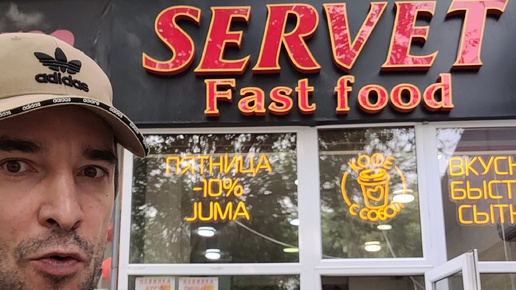 SERVET
Fast food
adidas
ПЯТНИЦА
-10%
JUMA
КОФЕ
С СОБОЙ
ВКУСН
БЫСТ
СЫТН